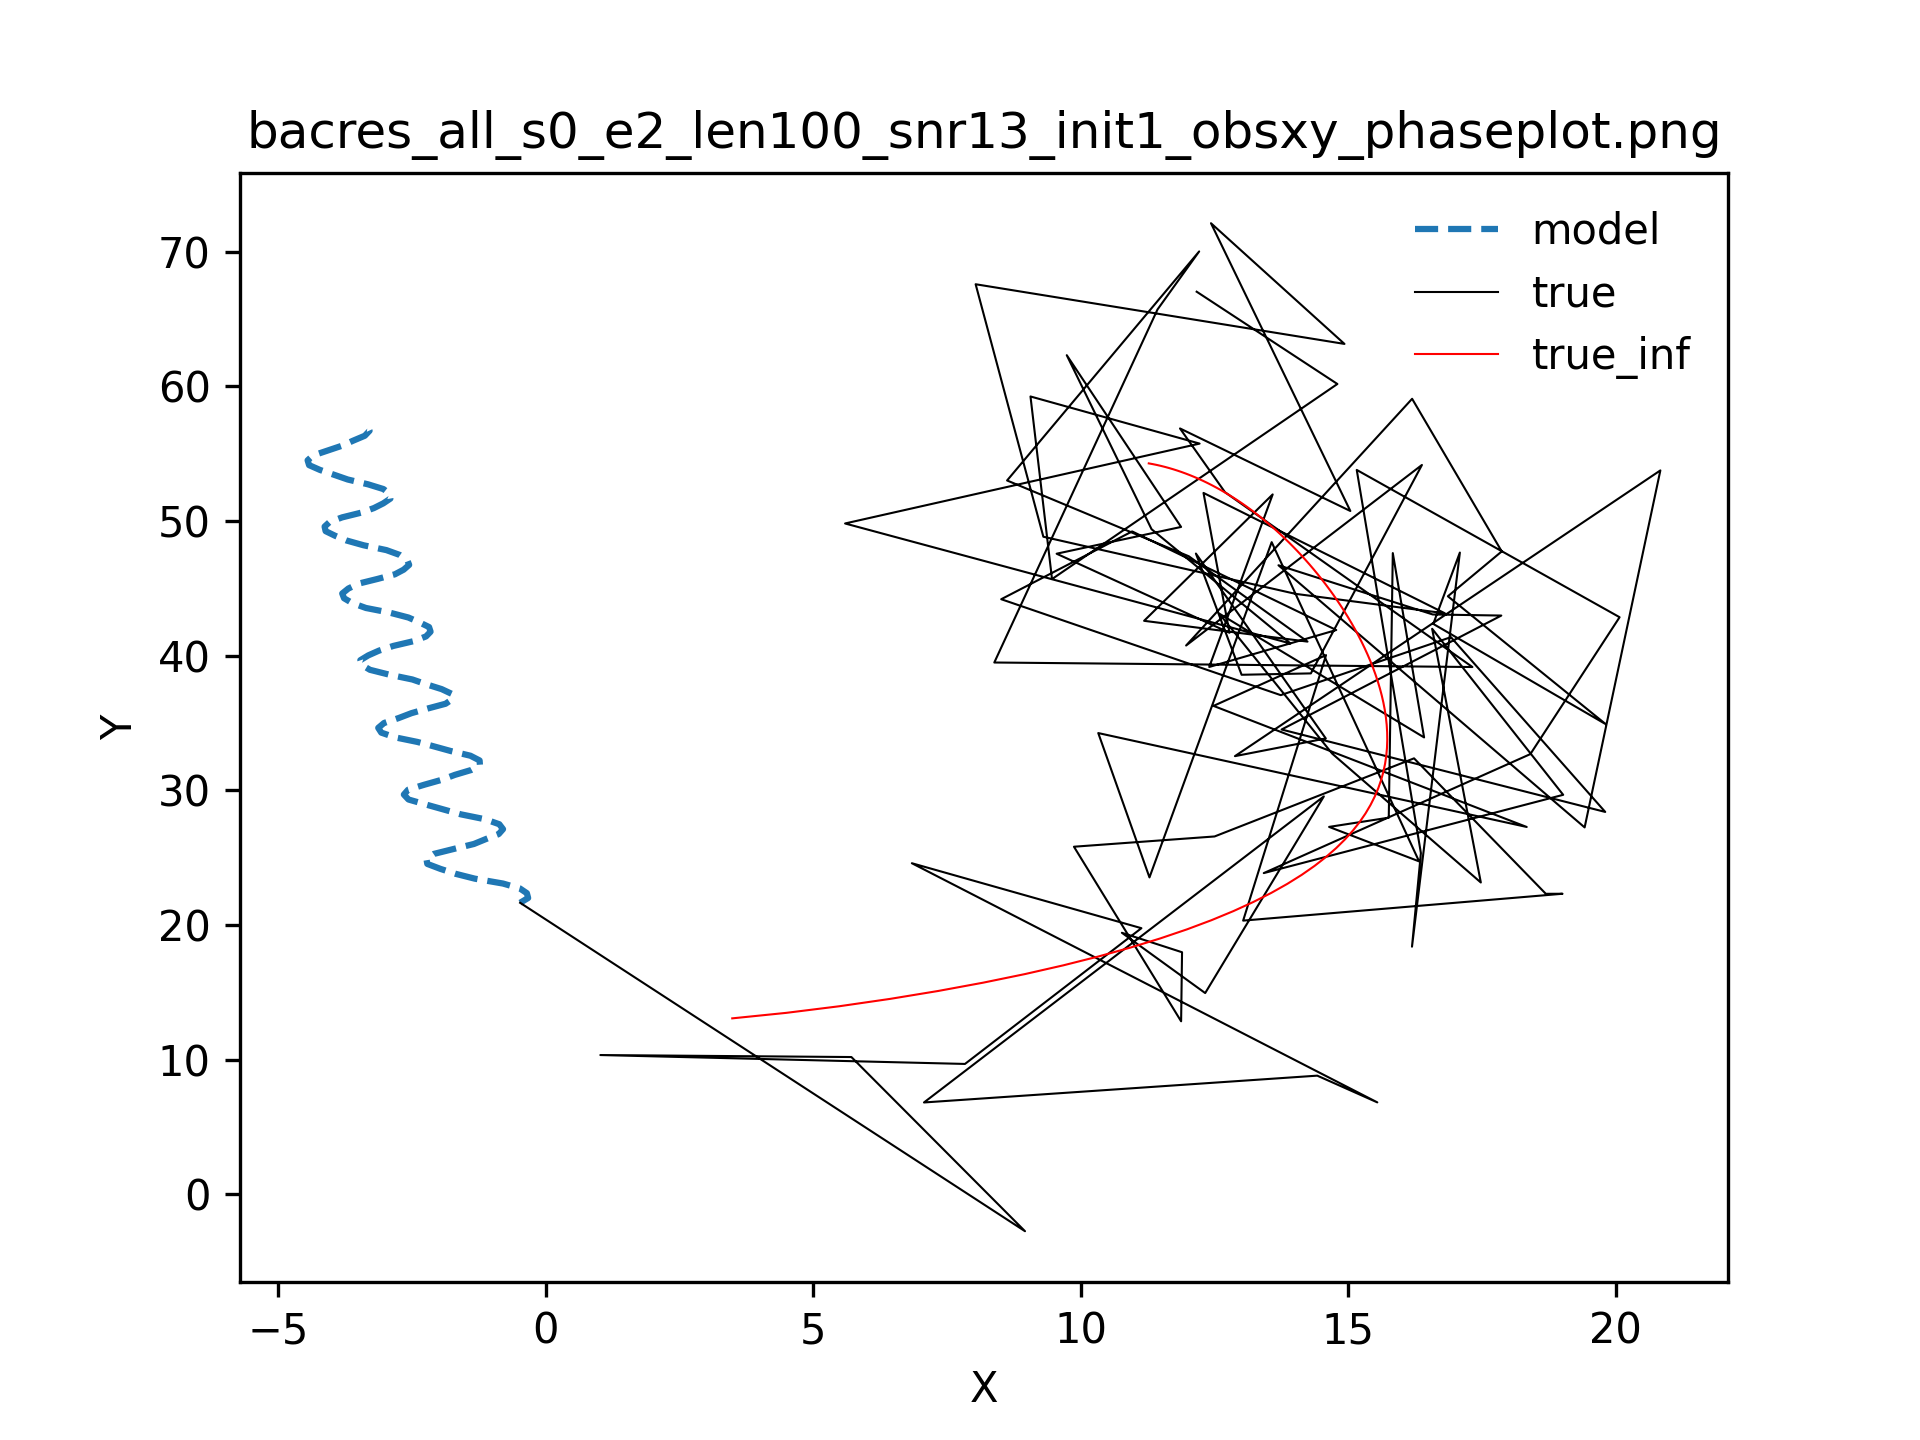 bacres_all_s0_e2_len100_snr13_init1_obsxy_phaseplot.png
model
true
true_inf
70
60
50
40
30
20
10
0
Y
−5 0 5 10 15 20
X